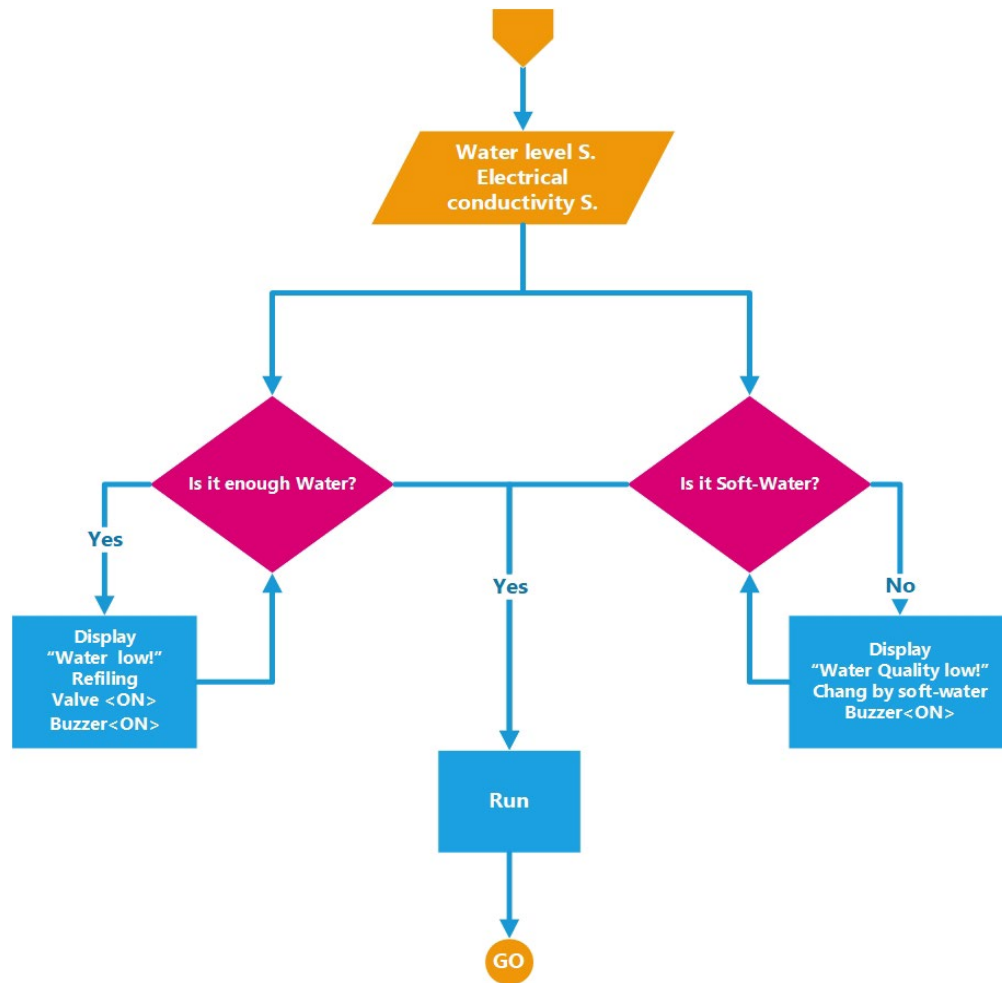 Water level S.
Electrical
conductivity S.
Is it enough Water?
Is it Soft-Water?
Yes
Yes
No
Display
“Water low!”
Refiling
Valve <ON>
Buzzer<ON>
Display
“Water Quality low!”
Chang by soft-water
Buzzer<ON>
Run
GO